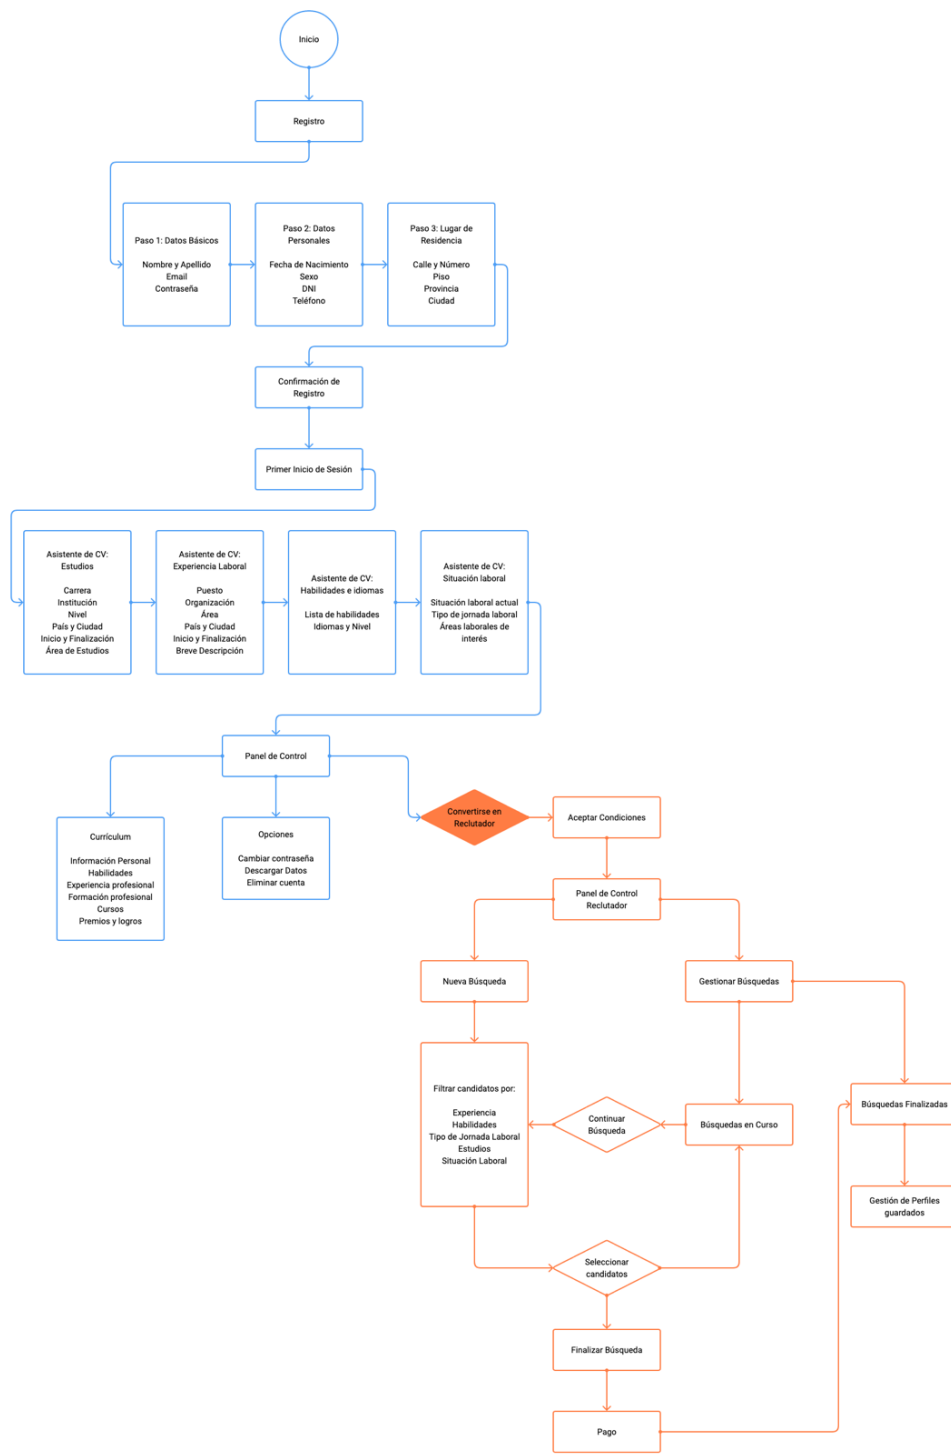 Inicio
Registro
Paso 1: Datos Básicos
Nombre y Apellido
Email
Contraseña
Paso 2: Datos
Personales
Fecha de Nacimiento
Sexo
DNI
Teléfono
Paso 3: Lugar de
Residencia
Calle y Número
Piso
Provincia
Ciudad
Confirmación de
Registro
Primer Inicio de Sesión
Asistente de CV:
Estudios
Carrera
Institución
Nivel
País y Ciudad
Inicio y Finalización
Área de Estudios
Asistente de CV:
Experiencia Laboral
Puesto
Organización
Área
País y Ciudad
Inicio y Finalización
Breve Descripción
Asistente de CV:
Habilidades e idiomas
Lista de habilidades
Idiomas y Nivel
Asistente de CV:
Situación laboral
Situación laboral actual
Tipo de jornada laboral
Áreas laborales de
interés
Panel de Control
Currículum
Información Personal
Habilidades
Experiencia profesional
Formación profesional
Cursos
Premios y logros
Opciones
Cambiar contraseña
Descargar Datos
Eliminar cuenta
Convertirse en
Reclutador
Aceptar Condiciones
Panel de Control
Reclutador
Nueva Búsqueda
Gestionar Búsquedas
Filtrar candidatos por:
Experiencia
Habilidades
Tipo de Jornada Laboral
Estudios
Situación Laboral
Continuar
Búsqueda
Búsquedas en Curso
Búsquedas Finalizadas
Gestión de Perfiles
guardados
Seleccionar
candidatos
Finalizar Búsqueda
Pago